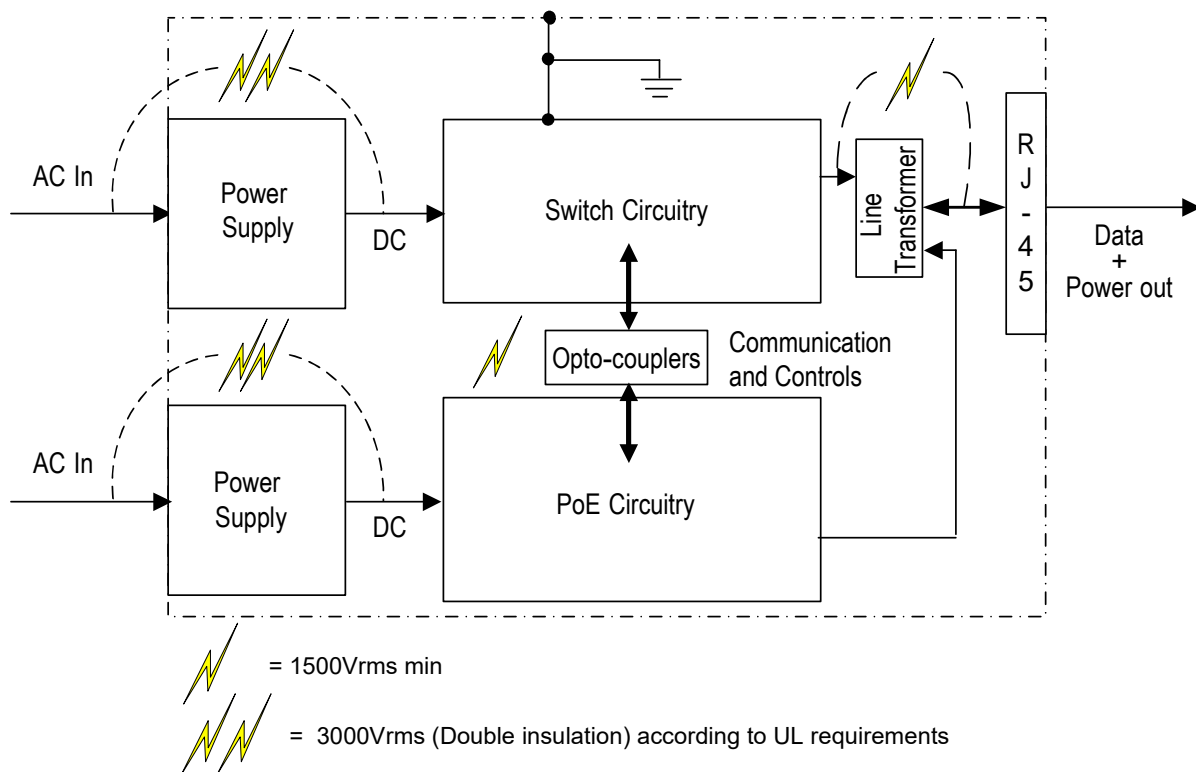 AC In
Power
Supply
DC
Switch Circuitry
Line
Transformer
R
J
-
4
5
Data
+
Power out
Opto-couplers
Communication
and Controls
AC In
Power
Supply
DC
PoE Circuitry
= 1500Vrms min
= 3000Vrms (Double insulation) according to UL requirements